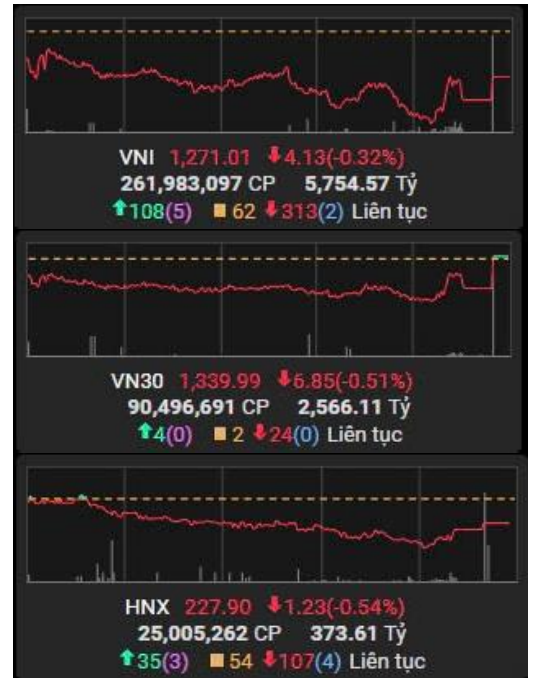 VNI 1,271.01 4.13(-0.32%)
261,983,097 CP 5,754.57 Tỷ
108(5) 62 313(2) Liên tục
VN30 1,339.99 6.85(-0.51%)
90,496,691 CP 2,566.11 Tỷ
4(0) 2 24(0) Liên tục
HNX 227.90 1.23(-0.54%)
25,005,262 CP 373.61 Tỷ
35(3) 54 107(4) Liên tục